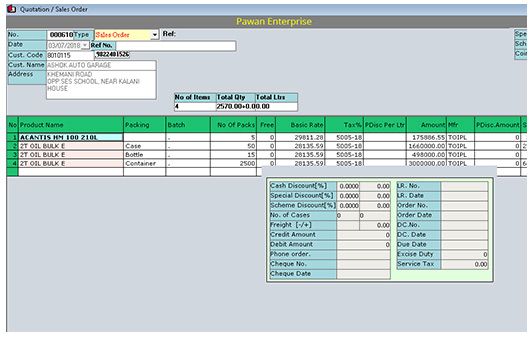 Quotation / Sales Order
Pawan Enterprise
No. 000610 Type Sales Order Ref:
Date 03/07/2018 Ref No.
Cust. Code 8010115 ,9822401526
Cust. Name ASHOK AUTO GARAGE
Address KHEMANI ROAD
OPP SES SCHOOL, NEAR KALANI
HOUSE
Spe
Sch
Coin
No of Items Total Qty Total Ltrs
4 2570.00+0.00.00
No Product Name Packing Batch No Of Packs Free Basic Rate Tax% PDisc Per Ltr Amount Mfr PDisc.Amount S
1 ACANTIS HM 100 210L . 5 0 29811.28 5005-18 175886.55 TOIPL 0
2 2T OIL BULK E Case . 50 0 28135.59 5005-18 1660000.00 TOIPL 0 2
3 2T OIL BULK E Bottle . 15 0 28135.59 5005-18 498000.00 TOIPL 0
4 2T OIL BULK E Container . 2500 28135.59 5005-18 3000.00 TOIPL 0 6
Cash Discount[%] 0.0000 0.00 LR. No.
Special Discount[%] 0.0000 0.00 LR. Date
Scheme Discount[%] 0.0000 0.00 Order No.
No. of Cases 0 0 Order Date
Freight [-/+] 0.00 DC.No.
Credit Amount 0 DC. Date
Debit Amount 0 Due Date
Phone order. Excise Duty 0
Cheque No. Service Tax 0.00
Cheque Date